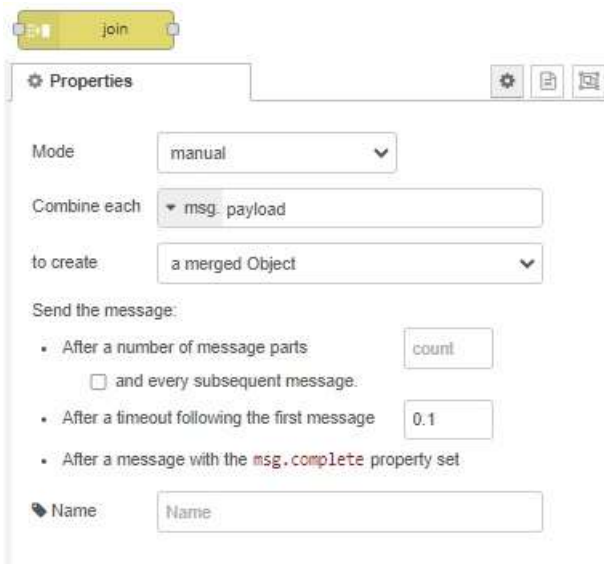 join
Properties
Mode
manual
Combine each
msg. payload
to create
a merged Object
Send the message:
After a number of message parts
count
and every subsequent message.
After a timeout following the first message
0.1
After a message with the msg.complete property set
Name
Name